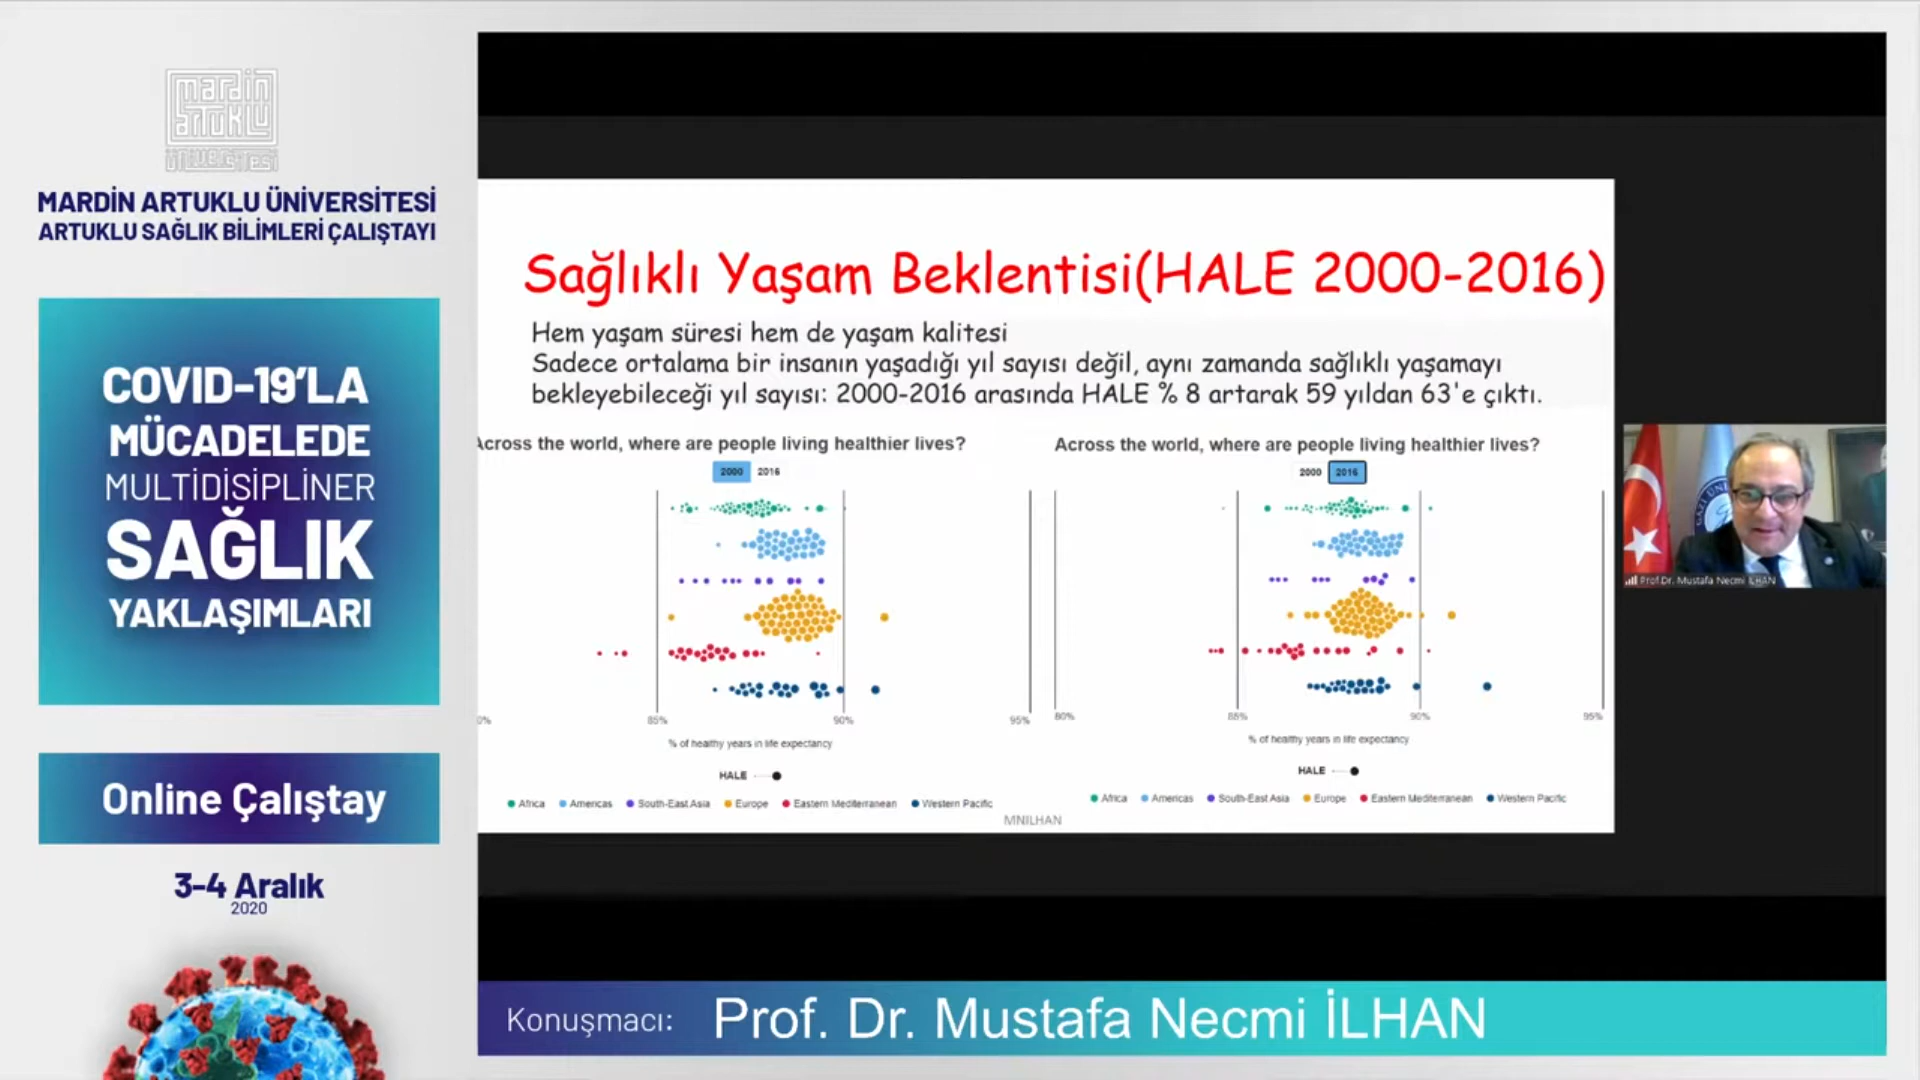 mardin
artuklu
üniversitesi
MARDİN ARTUKLU ÜNİVERSİTESİ
ARTUKLU SAĞLIK BİLİMLERİ ÇALIŞTAYI
COVID-19'LA
MÜCADELEDE
MULTİDİSİPLİNER
SAĞLIK
YAKLAŞIMLARI
Online Çalıştay
3-4 Aralık
2020
Sağlıklı Yaşam Beklentisi(HALE 2000-2016)
Hem yaşam süresi hem de yaşam kalitesi
Sadece ortalama bir insanın yaşadığı yıl sayısı değil, aynı zamanda sağlıklı yaşamayı
bekleyebileceği yıl sayısı: 2000-2016 arasında HALE % 8 artarak 59 yıldan 63'e çıktı.
Across the world, where are people living healthier lives?
2000 2016
0% 85% 90% 95%
% of healthy years in life expectancy
HALE
Africa Americas South-East Asia Europe Eastern Mediterranean Western Pacific
Across the world, where are people living healthier lives?
2000 2016
80% 85% 90% 95%
% of healthy years in life expectancy
HALE
Africa Americas South-East Asia Europe Eastern Mediterranean Western Pacific
MNILHAN
Prof.Dr. Mustafa Necmi İLHAN
Konuşmacı: Prof. Dr. Mustafa Necmi İLHAN